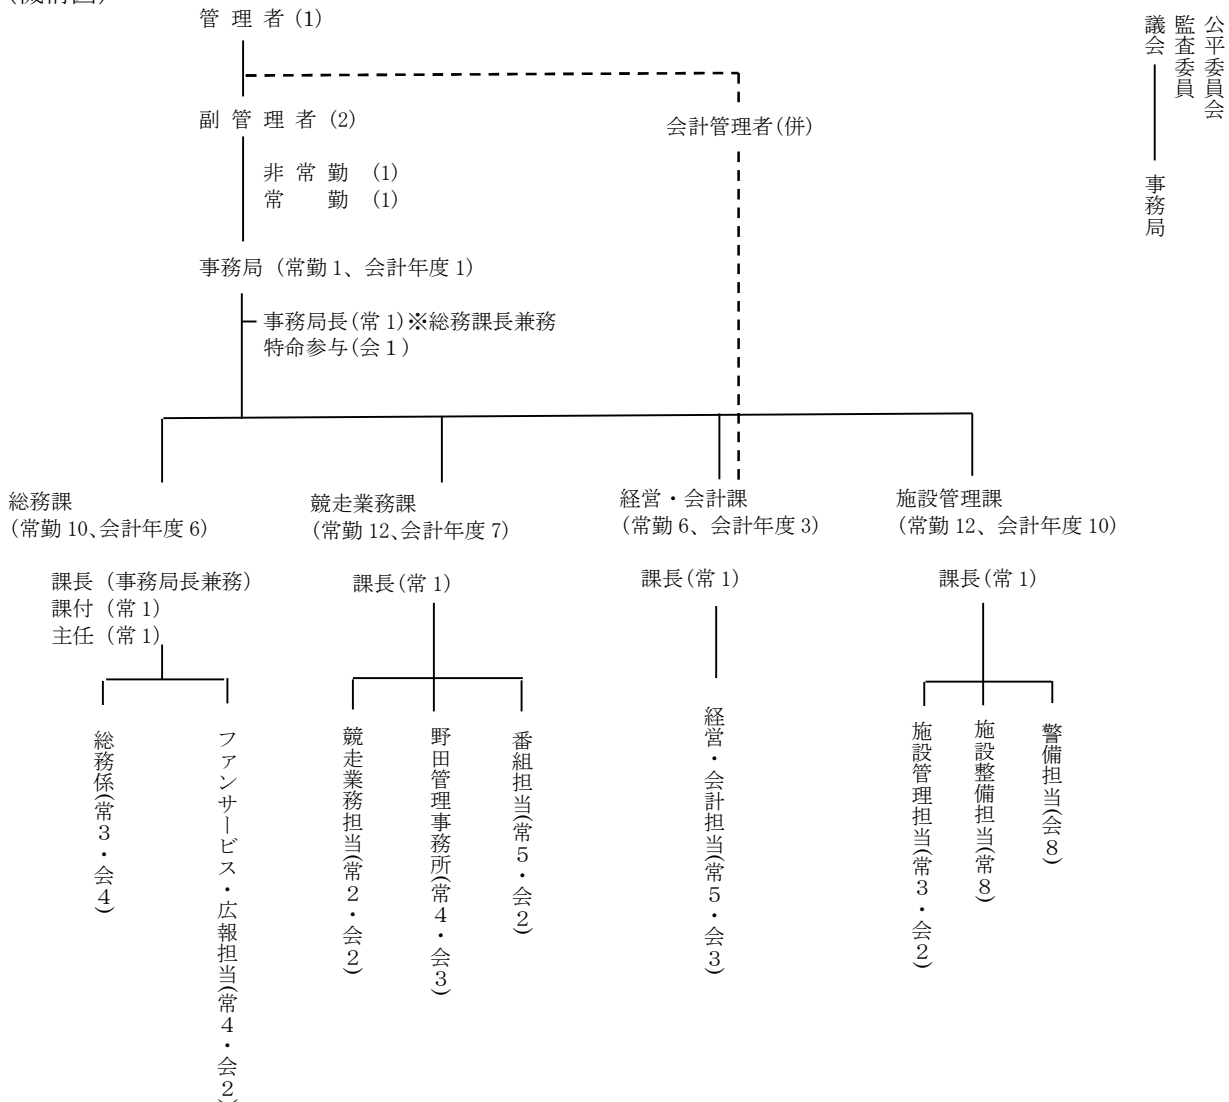 (機構図)
管 理 者 (1)
副 管 理 者 (2)
非 常 勤 (1)
常 勤 (1)
会計管理者(併)
公平委員会
監査委員
議会
事務局
事務局 (常勤 1、会計年度 1)
事務局長(常 1)※総務課長兼務
特命参与(会 1)
総務課
(常勤 10、会計年度 6)
課長 (事務局長兼務)
課付 (常 1)
主任 (常 1)
総務係(常3・会4)
ファンサービス・広報担当(常4・会2)
競走業務課
(常勤 12、会計年度 7)
課長(常 1)
競走業務担当(常2・会2)
野田管理事務所(常4・会3)
番組担当(常5・会2)
経営・会計課
(常勤 6、会計年度 3)
課長(常 1)
経営・会計担当(常5・会3)
施設管理課
(常勤 12、会計年度 10)
課長(常 1)
施設管理担当(常3・会2)
施設整備担当(常8)
警備担当(会8)